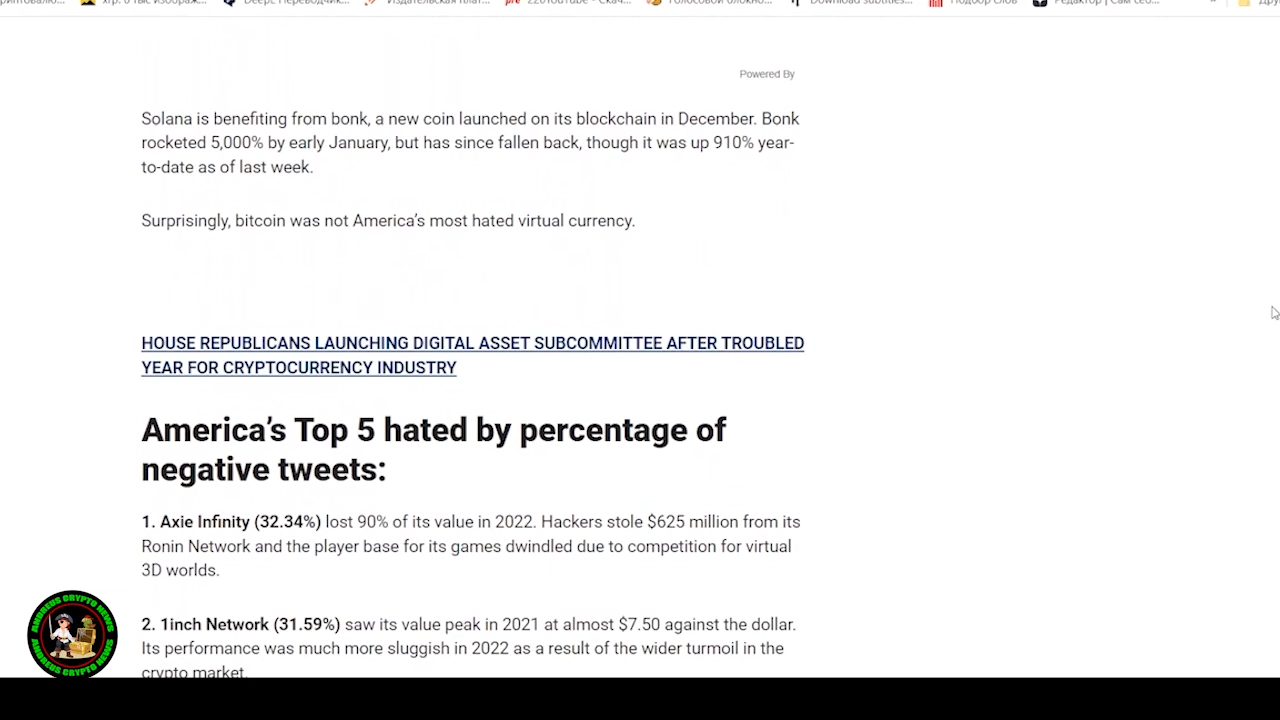 Powered By
Solana is benefiting from bonk, a new coin launched on its blockchain in December. Bonk
rocketed 5,000% by early January, but has since fallen back, though it was up 910% year-
to-date as of last week.
Surprisingly, bitcoin was not America’s most hated virtual currency.
HOUSE REPUBLICANS LAUNCHING DIGITAL ASSET SUBCOMMITTEE AFTER TROUBLED
YEAR FOR CRYPTOCURRENCY INDUSTRY
America’s Top 5 hated by percentage of
negative tweets:
1. Axie Infinity (32.34%) lost 90% of its value in 2022. Hackers stole $625 million from its
Ronin Network and the player base for its games dwindled due to competition for virtual
3D worlds.
2. 1inch Network (31.59%) saw its value peak in 2021 at almost $7.50 against the dollar.
Its performance was much more sluggish in 2022 as a result of the wider turmoil in the
crypto market.
ANDREUS CRYPTO NEWS
ANDREUS CRYPTO NEWS